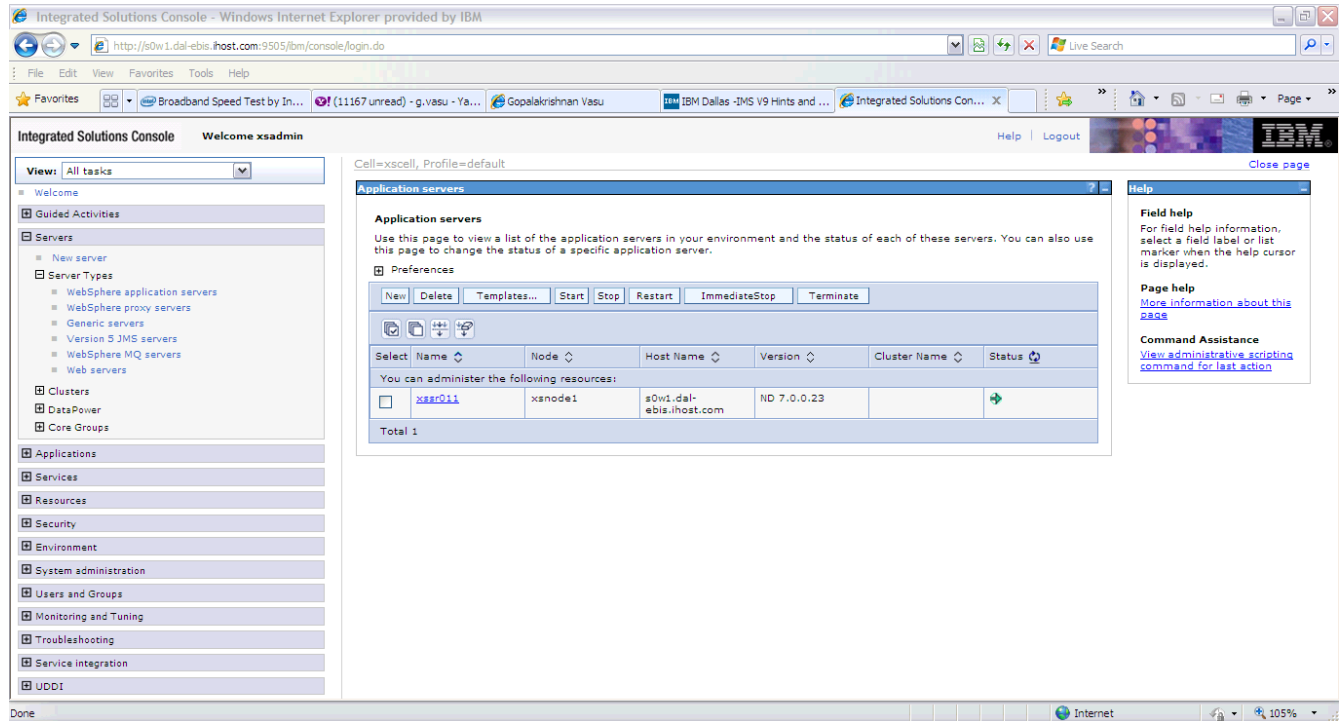 Integrated Solutions Console - Windows Internet Explorer provided by IBM
http://s0w1.dal-ebis.ihost.com:9505/ibm/console/login.do
Live Search
File Edit View Favorites Tools Help
Favorites
Broadband Speed Test by In...
(11167 unread) - g.vasu - Ya...
Gopalakrishnan Vasu
IBM Dallas -IMS V9 Hints and ...
Integrated Solutions Con... X
»
Page
»
Integrated Solutions Console Welcome xsadmin
Help | Logout
IBM
View: All tasks
Cell=xscell, Profile=default
Close page
Welcome
Guided Activities
Servers
New server
Server Types
WebSphere application servers
WebSphere proxy servers
Generic servers
Version 5 JMS servers
WebSphere MQ servers
Web servers
Clusters
DataPower
Core Groups
Applications
Services
Resources
Security
Environment
System administration
Users and Groups
Monitoring and Tuning
Troubleshooting
Service integration
UDDI
Application servers ? -
Application servers
Use this page to view a list of the application servers in your environment and the status of each of these servers. You can also use
this page to change the status of a specific application server.
Preferences
New Delete Templates... Start Stop Restart ImmediateStop Terminate
Select Name Node Host Name Version Cluster Name Status
You can administer the following resources:
xssr011 xsnode1 s0w1.dal-ebis.ihost.com ND 7.0.0.23
Total 1
Help
Field help
For field help information,
select a field label or list
marker when the help cursor
is displayed.
Page help
More information about this
page
Command Assistance
View administrative scripting
command for last action
Done
Internet
105%